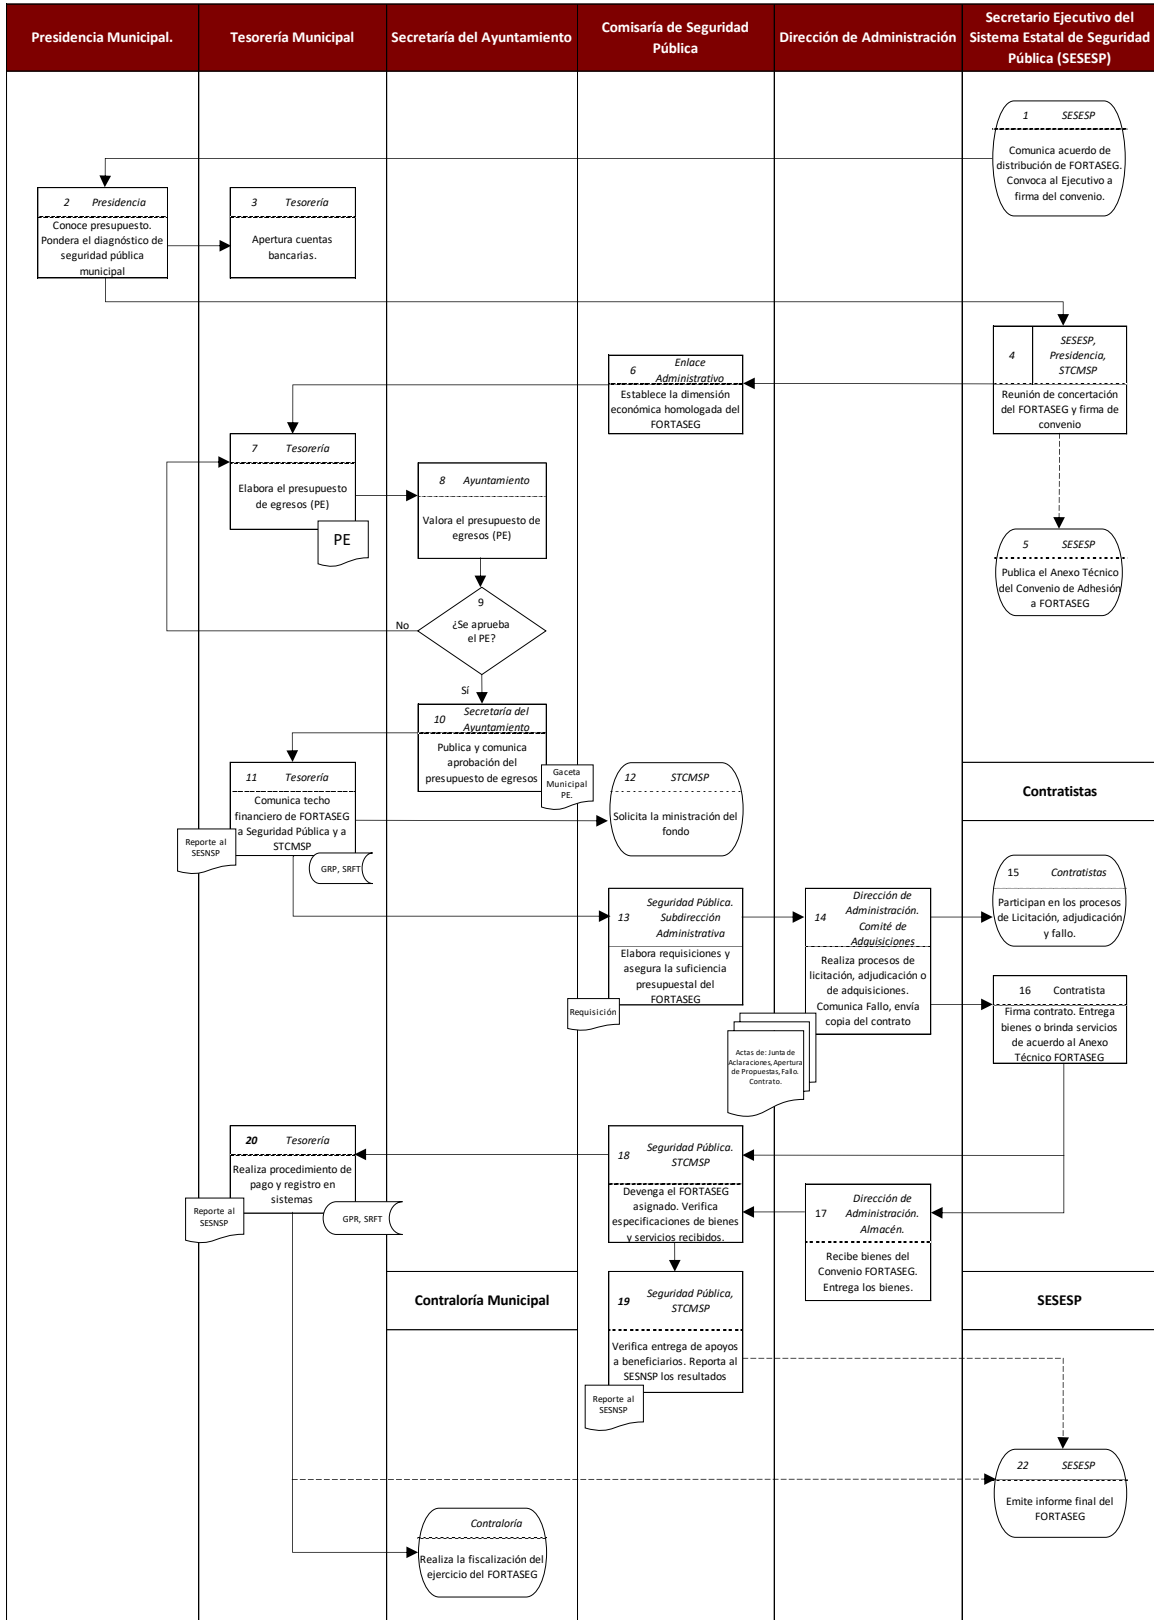 Presidencia Municipal.
Tesorería Municipal
Secretaría del Ayuntamiento
Comisaría de Seguridad
Pública
Dirección de Administración
Secretario Ejecutivo del
Sistema Estatal de Seguridad
Pública (SESESP)
1 SESESP
Comunica acuerdo de
distribución de FORTASEG.
Convoca al Ejecutivo a
firma del convenio.
2 Presidencia
Conoce presupuesto.
Pondera el diagnóstico de
seguridad pública
municipal
3 Tesorería
Apertura cuentas
bancarias.
4
SESESP,
Presidencia,
STCMSP
Reunión de concertación
del FORTASEG y firma de
convenio
6
Enlace
Administrativo
Establece la dimensión
económica homologada del
FORTASEG
7 Tesorería
Elabora el presupuesto
de egresos (PE)
PE
8 Ayuntamiento
Valora el presupuesto de
egresos (PE)
5 SESESP
Publica el Anexo Técnico
del Convenio de Adhesión
a FORTASEG
9
¿Se aprueba
el PE?
No
Sí
10
Secretaría del
Ayuntamiento
Publica y comunica
aprobación del
presupuesto de egresos
Gaceta
Municipal
PE.
11 Tesorería
Comunica techo
financiero de FORTASEG
a Seguridad Pública y a
STCMSP
Reporte al
SESNSP
GRP, SRFT
12 STCMSP
Solicita la ministración del
fondo
Contratistas
13
Seguridad Pública.
Subdirección
Administrativa
Elabora requisiciones y
asegura la suficiencia
presupuestal del
FORTASEG
Requisición
14
Dirección de
Administración.
Comité de
Adquisiciones
Realiza procesos de
licitación, adjudicación o
de adquisiciones.
Comunica Fallo, envía
copia del contrato
Actas de: Junta de
Aclaraciones, Apertura
de Propuestas, Fallo.
Contrato.
15 Contratistas
Participan en los procesos
de Licitación, adjudicación
y fallo.
16 Contratista
Firma contrato. Entrega
bienes o brinda servicios
de acuerdo al Anexo
Técnico FORTASEG
20 Tesorería
Realiza procedimiento de
pago y registro en
sistemas
Reporte al
SESNSP
GPR, SRFT
18
Seguridad Pública.
STCMSP
Devenga el FORTASEG
asignado. Verifica
especificaciones de bienes
y servicios recibidos.
17
Dirección de
Administración.
Almacén.
Recibe bienes del
Convenio FORTASEG.
Entrega los bienes.
Contraloría Municipal
19
Seguridad Pública,
STCMSP
Verifica entrega de apoyos
a beneficiarios. Reporta al
SESNSP los resultados
Reporte al
SESNSP
SESESP
22 SESESP
Emite informe final del
FORTASEG
Contraloría
Realiza la fiscalización del
ejercicio del FORTASEG